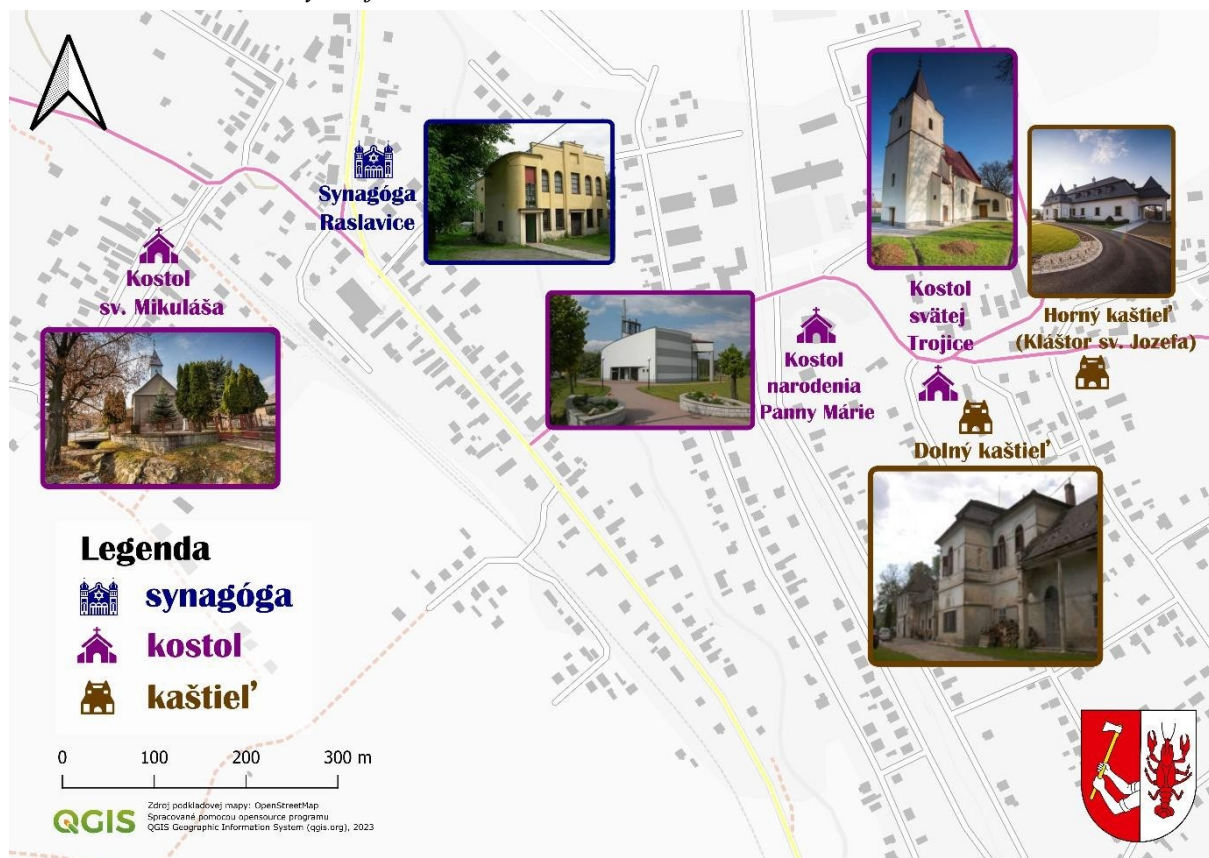 Synagóga
Raslavice
Kostol
sv. Mikuláša
Kostol
narodenia
Panny Márie
Kostol
svätej
Trojice
Horný kaštieľ
(Kláštor sv. Jozefa)
Dolný kaštieľ
Legenda
synagóga
kostol
kaštieľ
0 100 200 300 m
QGIS
Zdroj podkladovej mapy: OpenStreetMap
Spracované pomocou opensource programu
QGIS Geographic Information System (qgis.org), 2023